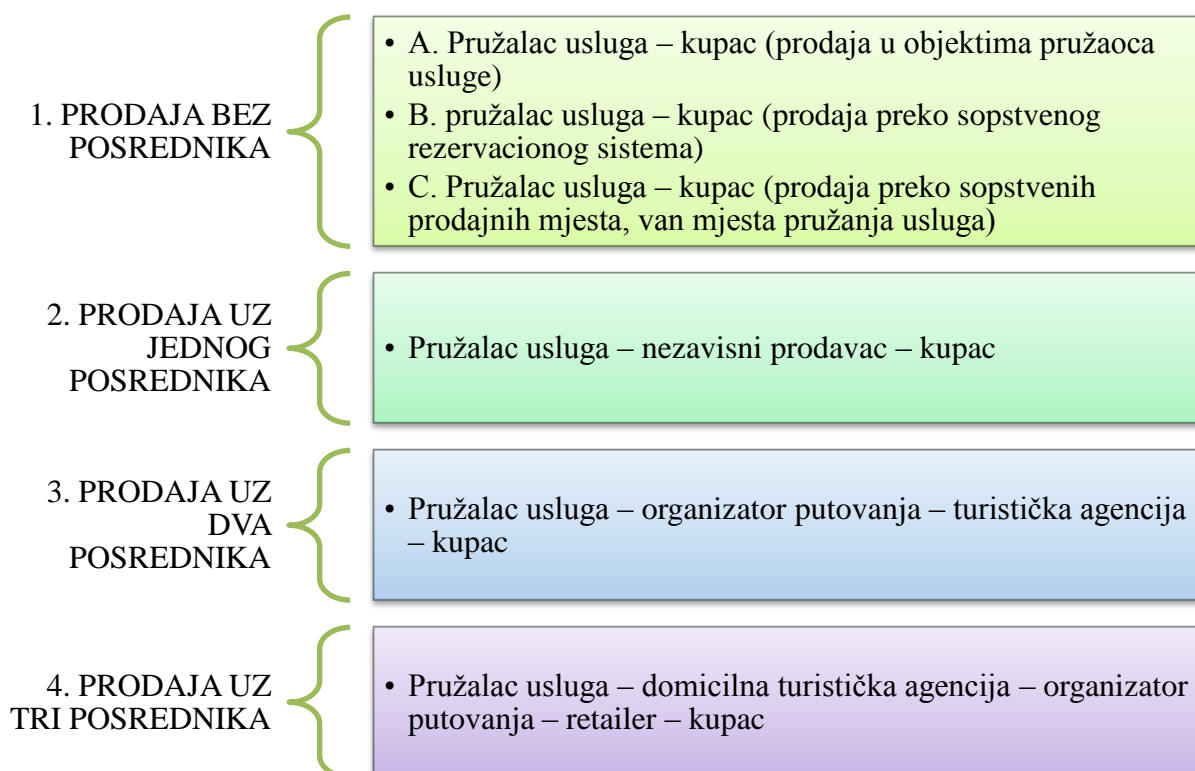 1. PRODAJA BEZ
POSREDNIKA
• A. Pružalac usluga – kupac (prodaja u objektima pružaoca
usluge)
• B. pružalac usluga – kupac (prodaja preko sopstvenog
rezervacionog sistema)
• C. Pružalac usluga – kupac (prodaja preko sopstvenih
prodajnih mjesta, van mjesta pružanja usluga)
2. PRODAJA UZ
JEDNOG
POSREDNIKA
• Pružalac usluga – nezavisni prodavac – kupac
3. PRODAJA UZ
DVA
POSREDNIKA
• Pružalac usluga – organizator putovanja – turistička agencija
– kupac
4. PRODAJA UZ
TRI POSREDNIKA
• Pružalac usluga – domicilna turistička agencija – organizator
putovanja – retailer – kupac